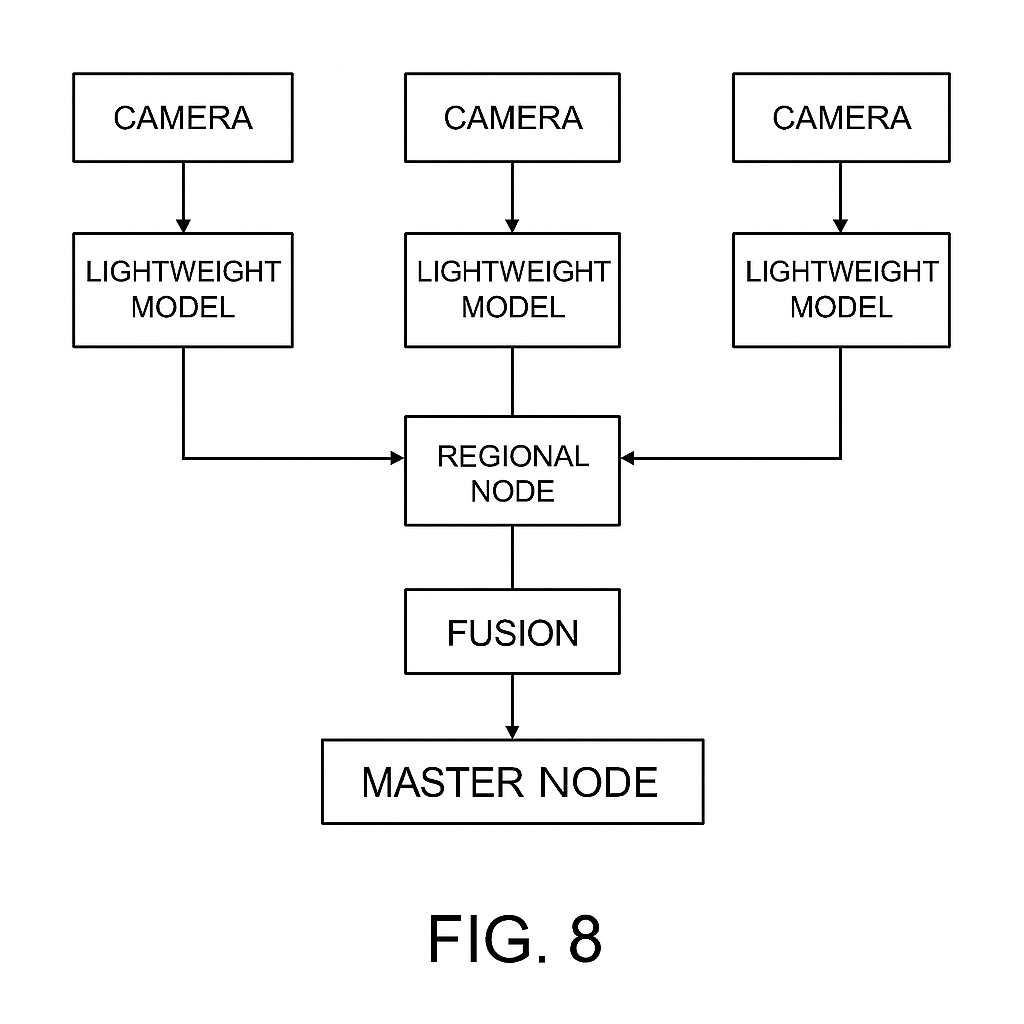 CAMERA
CAMERA
CAMERA
LIGHTWEIGHT
MODEL
LIGHTWEIGHT
MODEL
LIGHTWEIGHT
MODEL
REGIONAL
NODE
FUSION
MASTER NODE
FIG. 8